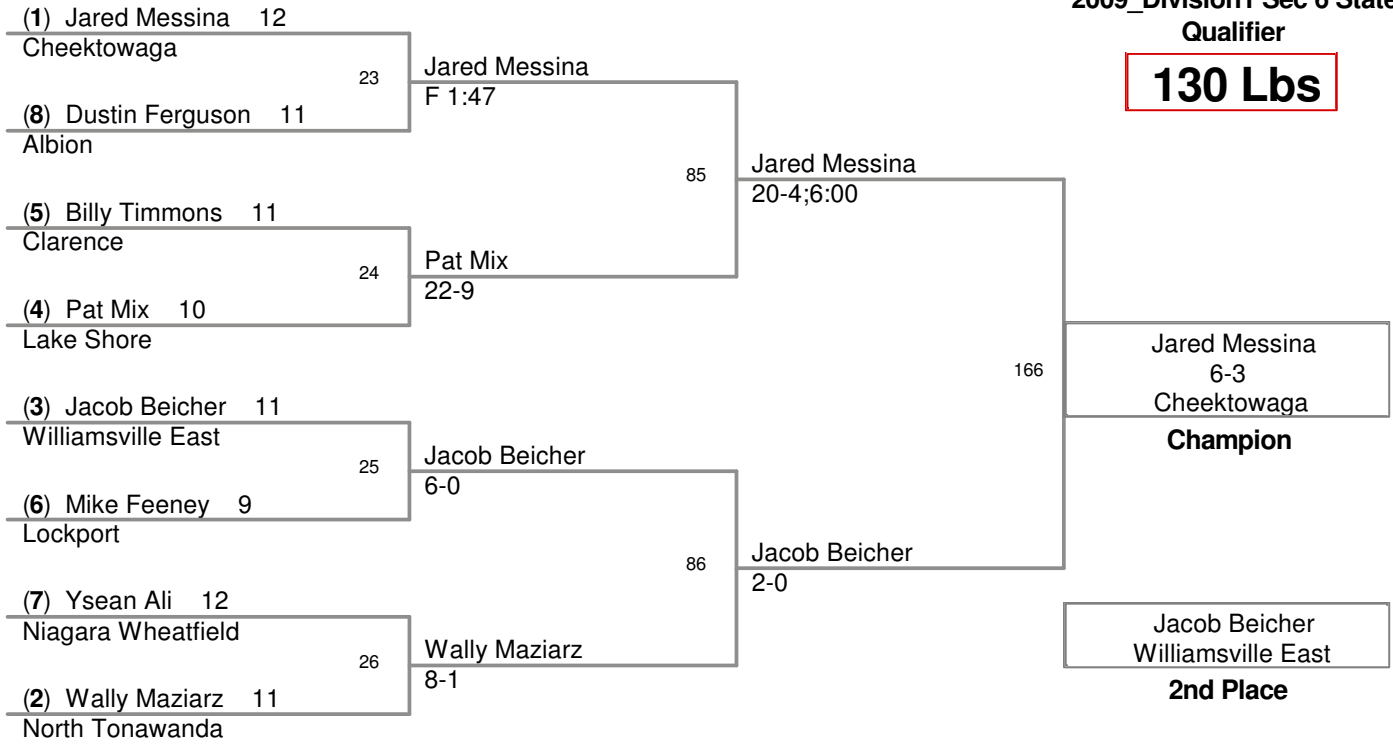 2009_Division1 Sec 6 State
Qualifier
130 Lbs
(1) Jared Messina 12
Cheektowaga
23
Jared Messina
F 1:47
(8) Dustin Ferguson 11
Albion
85
Jared Messina
20-4;6:00
(5) Billy Timmons 11
Clarence
24
Pat Mix
22-9
(4) Pat Mix 10
Lake Shore
166
Jared Messina
6-3
Cheektowaga
Champion
(3) Jacob Beicher 11
Williamsville East
25
Jacob Beicher
6-0
(6) Mike Feeney 9
Lockport
86
Jacob Beicher
2-0
(7) Ysean Ali 12
Niagara Wheatfield
26
Wally Maziarz
8-1
(2) Wally Maziarz 11
North Tonawanda
Jacob Beicher
Williamsville East
2nd Place